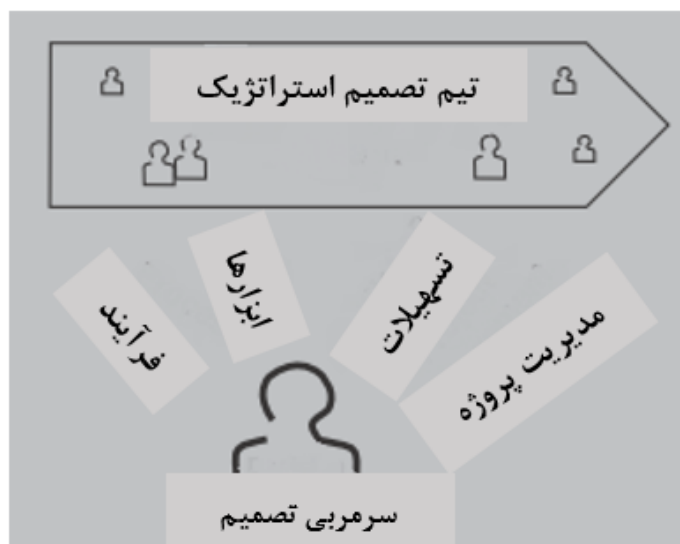 تیم تصمیم استراتژیک
فرآیند
ابزارها
تسهیلات
مدیریت پروژه
سرمربی تصمیم